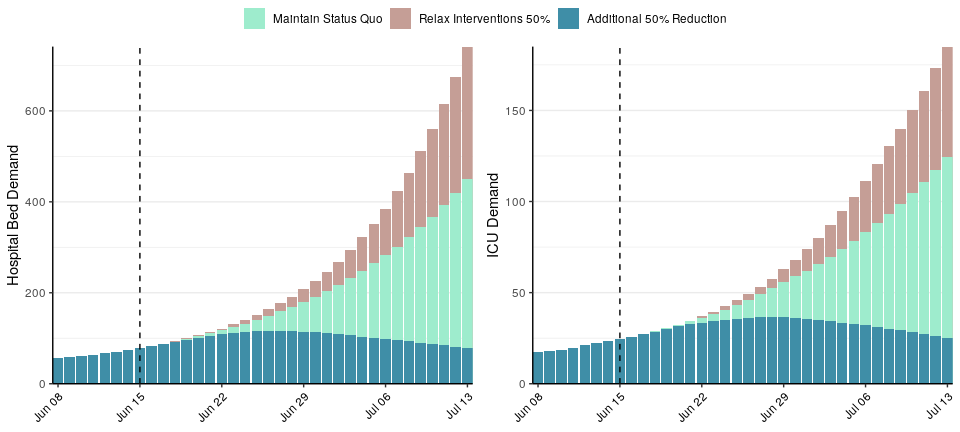 Maintain Status Quo Relax Interventions 50% Additional 50% Reduction
Hospital Bed Demand
600
400
200
0
Jun 08 Jun 15 Jun 22 Jun 29 Jul 06 Jul 13
ICU Demand
150
100
50
0
Jun 08 Jun 15 Jun 22 Jun 29 Jul 06 Jul 13